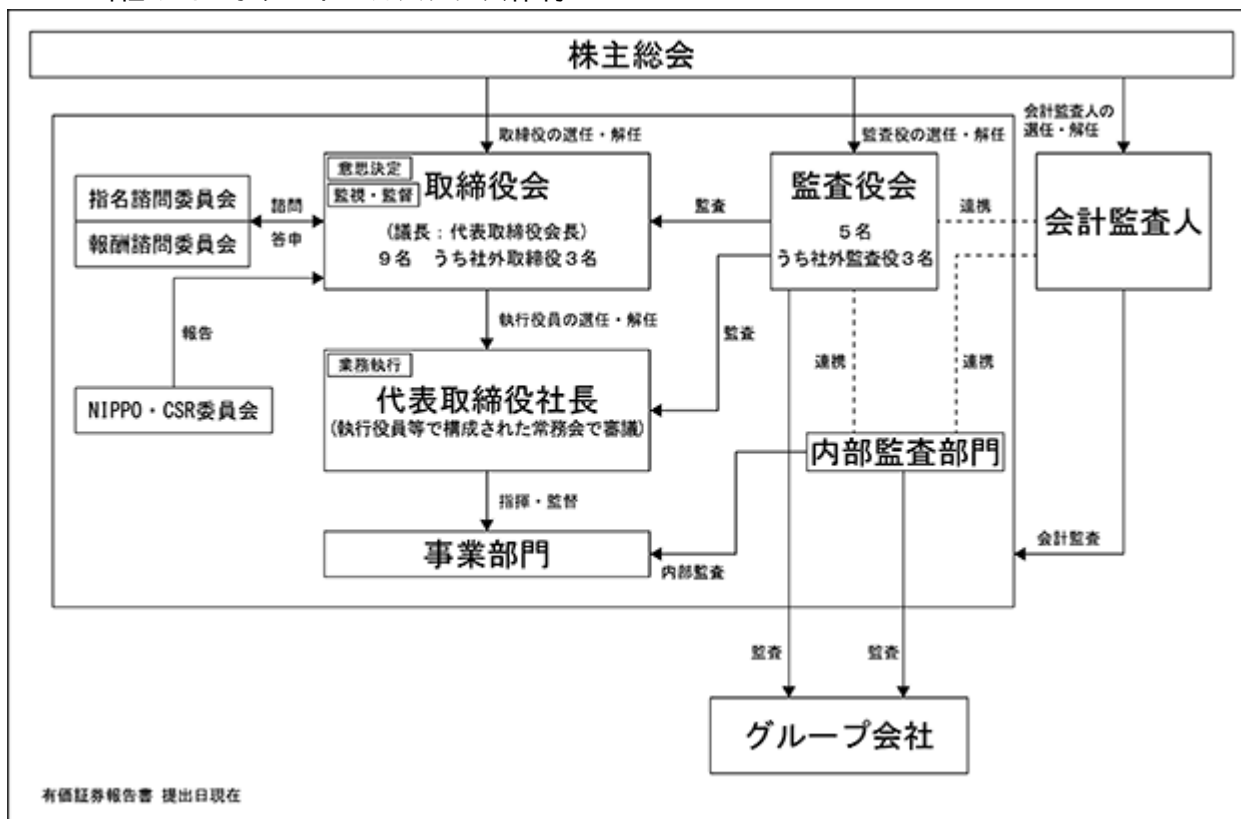 株主総会
取締役の選任・解任
監査役の選任・解任
会計監査人の
選任・解任
意思決定
監視・監督
取締役会
(議長：代表取締役会長)
9名　うち社外取締役3名
指名諮問委員会
報酬諮問委員会
諮問
答申
監査
監査役会
5名
うち社外監査役3名
連携
会計監査人
報告
執行役員の選任・解任
監査
連携
連携
NIPPO・CSR委員会
業務執行
代表取締役社長
(執行役員等で構成された常務会で審議)
内部監査部門
指揮・監督
事業部門
内部監査
会計監査
監査
監査
グループ会社
有価証券報告書 提出日現在